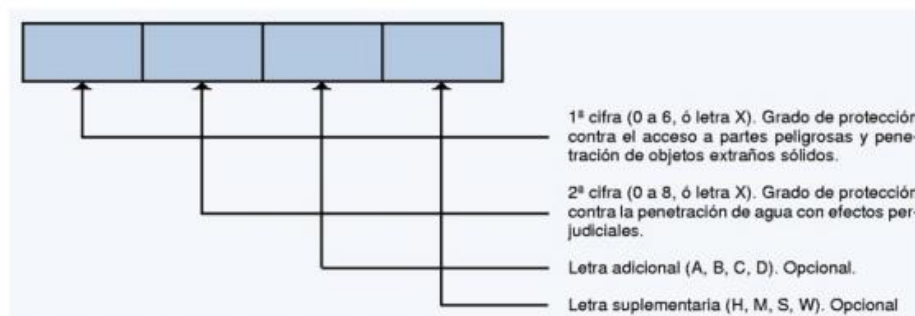 1ª cifra (0 a 6, ó letra X). Grado de protección
contra el acceso a partes peligrosas y pene-
tración de objetos extraños sólidos.
2ª cifra (0 a 8, ó letra X). Grado de protección
contra la penetración de agua con efectos per-
judiciales.
Letra adicional (A, B, C, D). Opcional.
Letra suplementaria (H, M, S, W). Opcional